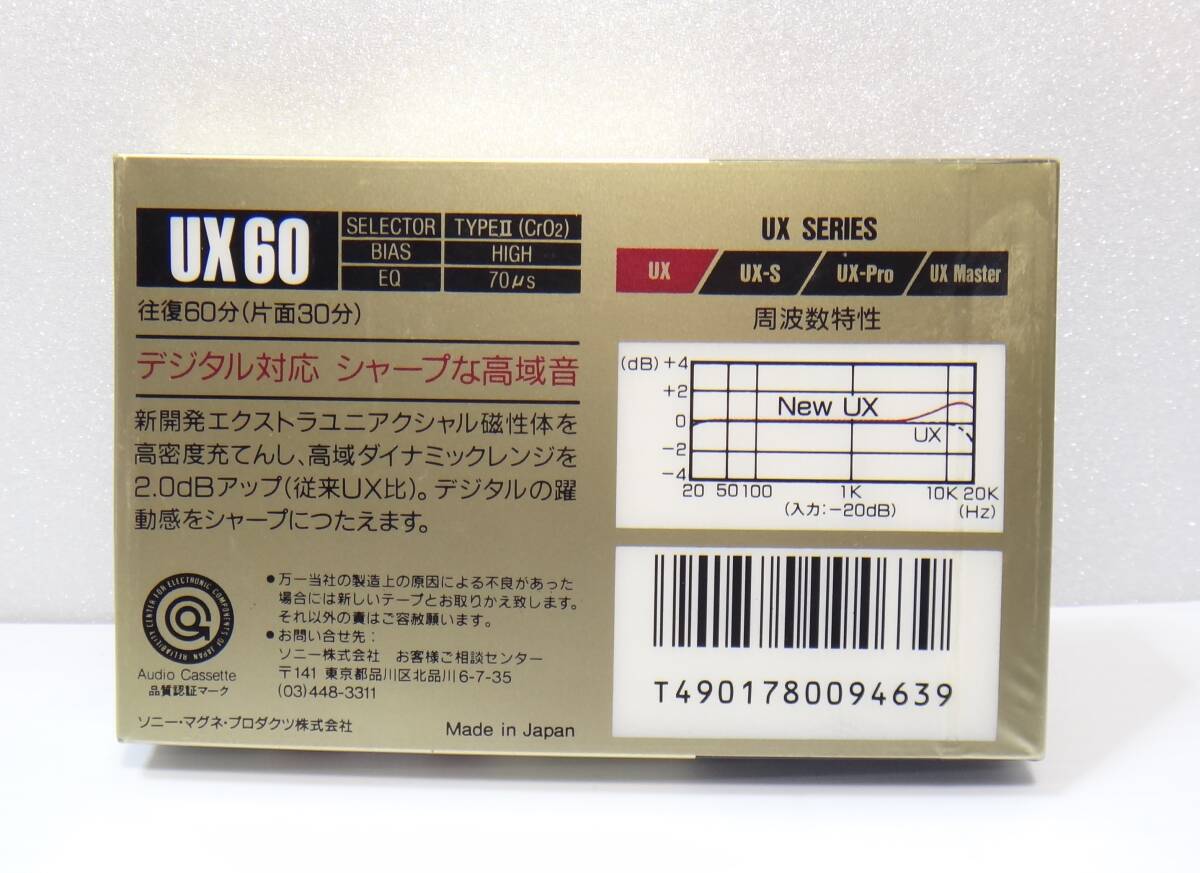 UX60
SELECTOR TYPEⅡ (CrO2)
BIAS HIGH
EQ 70μs
往復60分(片面30分)
デジタル対応 シャープな高域音
新開発エクストラユニアクシャル磁性体を
高密度充てんし、高域ダイナミックレンジを
2.0dBアップ(従来UX比)。デジタルの躍
動感をシャープにつたえます。
RELIABILITY CENTER FOR ELECTRONIC COMPONENTS OF JAPAN
Audio Cassette
品質認証マーク
●万一当社の製造上の原因による不良があった
場合には新しいテープとお取りかえ致します。
それ以外の責はご容赦願います。
●お問い合せ先:
ソニー株式会社 お客様ご相談センター
〒141 東京都品川区北品川6-7-35
(03)448-3311
ソニー・マグネ・プロダクツ株式会社
Made in Japan
UX SERIES
UX UX-S UX-Pro UX Master
周波数特性
(dB) +4
+2
0
-2
-4
New UX
UX
20 50 100 1K 10K 20K
(入力:-20dB) (Hz)
T4901780094639